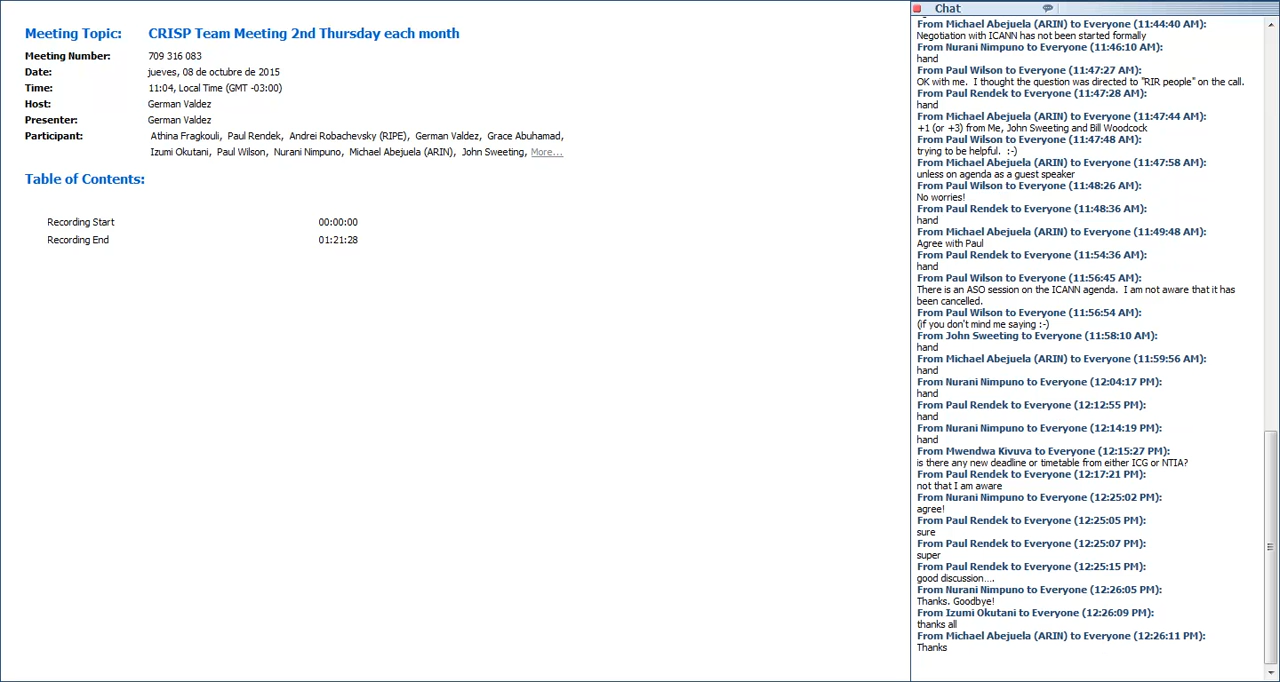 Meeting Topic: CRISP Team Meeting 2nd Thursday each month
Meeting Number: 709 316 083
Date: jueves, 08 de octubre de 2015
Time: 11:04, Local Time (GMT -03:00)
Host: German Valdez
Presenter: German Valdez
Participant: Athina Fragkouli, Paul Rendek, Andrei Robachevsky (RIPE), German Valdez, Grace Abuhamad,
Izumi Okutani, Paul Wilson, Nurani Nimpuno, Michael Abejuela (ARIN), John Sweeting, More...
Table of Contents:
Recording Start 00:00:00
Recording End 01:21:28
Chat
From Michael Abejuela (ARIN) to Everyone (11:44:40 AM):
Negotiation with ICANN has not been started formally
From Nurani Nimpuno to Everyone (11:46:10 AM):
hand
From Paul Wilson to Everyone (11:47:27 AM):
OK with me. I thought the question was directed to "RIR people" on the call.
From Paul Rendek to Everyone (11:47:28 AM):
hand
From Michael Abejuela (ARIN) to Everyone (11:47:44 AM):
+1 (or +3) from Me, John Sweeting and Bill Woodcock
From Paul Wilson to Everyone (11:47:48 AM):
trying to be helpful. :-)
From Michael Abejuela (ARIN) to Everyone (11:47:58 AM):
unless on agenda as a guest speaker
From Paul Wilson to Everyone (11:48:26 AM):
No worries!
From Paul Rendek to Everyone (11:48:36 AM):
hand
From Michael Abejuela (ARIN) to Everyone (11:49:48 AM):
Agree with Paul
From Paul Rendek to Everyone (11:54:36 AM):
hand
From Paul Wilson to Everyone (11:56:45 AM):
There is an ASO session on the ICANN agenda. I am not aware that it has
been cancelled.
From Paul Wilson to Everyone (11:56:54 AM):
(if you don't mind me saying :-)
From John Sweeting to Everyone (11:58:10 AM):
hand
From Michael Abejuela (ARIN) to Everyone (11:59:56 AM):
hand
From Nurani Nimpuno to Everyone (12:04:17 PM):
hand
From Paul Rendek to Everyone (12:12:55 PM):
hand
From Nurani Nimpuno to Everyone (12:14:19 PM):
hand
From Mwendwa Kivuva to Everyone (12:15:27 PM):
is there any new deadline or timetable from either ICG or NTIA?
From Paul Rendek to Everyone (12:17:21 PM):
not that I am aware
From Nurani Nimpuno to Everyone (12:25:02 PM):
agree!
From Paul Rendek to Everyone (12:25:05 PM):
sure
From Paul Rendek to Everyone (12:25:07 PM):
super
From Paul Rendek to Everyone (12:25:15 PM):
good discussion....
From Nurani Nimpuno to Everyone (12:26:05 PM):
Thanks. Goodbye!
From Izumi Okutani to Everyone (12:26:09 PM):
thanks all
From Michael Abejuela (ARIN) to Everyone (12:26:11 PM):
Thanks